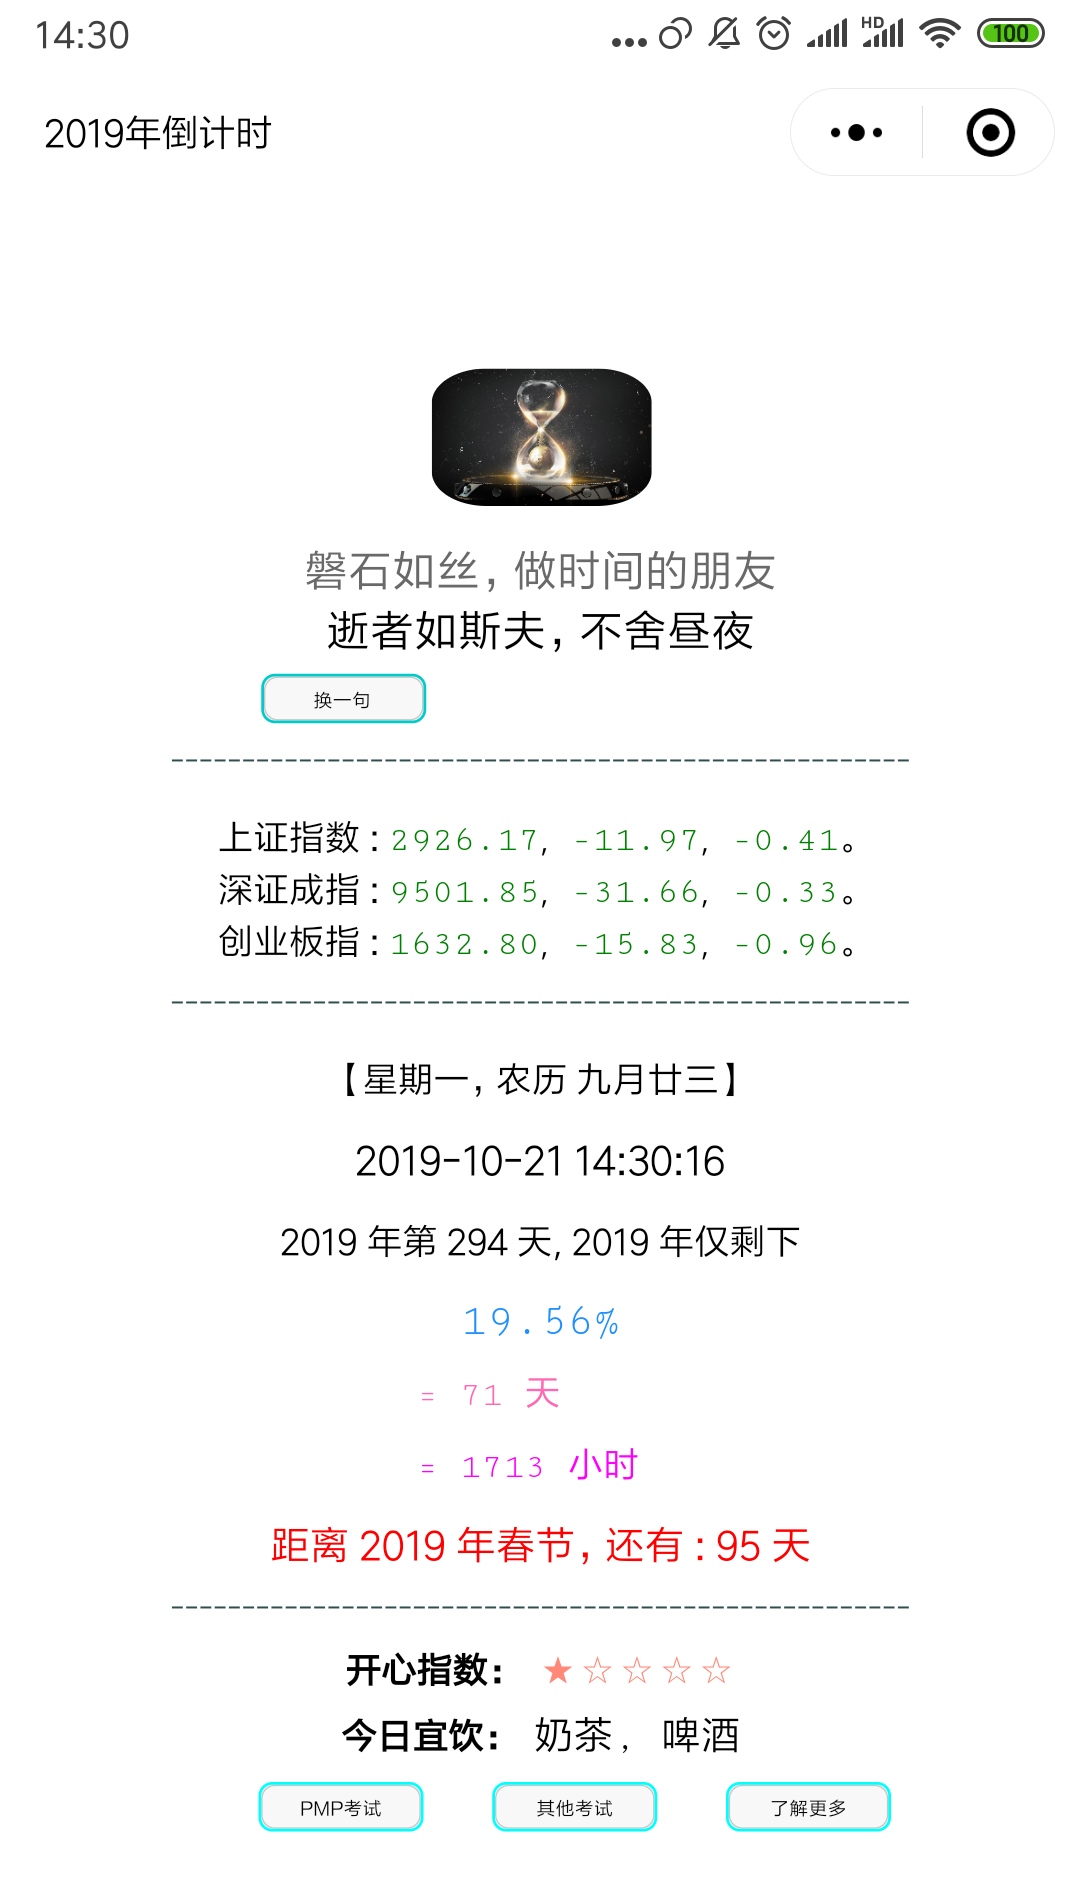 14:30
HD
100
2019年倒计时
磐石如丝，做时间的朋友
逝者如斯夫，不舍昼夜
换一句
----------------------------------------------------
上证指数：2926.17, -11.97, -0.41。
深证成指：9501.85, -31.66, -0.33。
创业板指：1632.80, -15.83, -0.96。
----------------------------------------------------
【星期一，农历 九月廿三】
2019-10-21 14:30:16
2019 年第 294 天, 2019 年仅剩下
19.56%
= 71 天
= 1713 小时
距离 2019 年春节，还有：95 天
----------------------------------------------------
开心指数： ★☆☆☆☆
今日宜饮： 奶茶， 啤酒
PMP考试 其他考试 了解更多